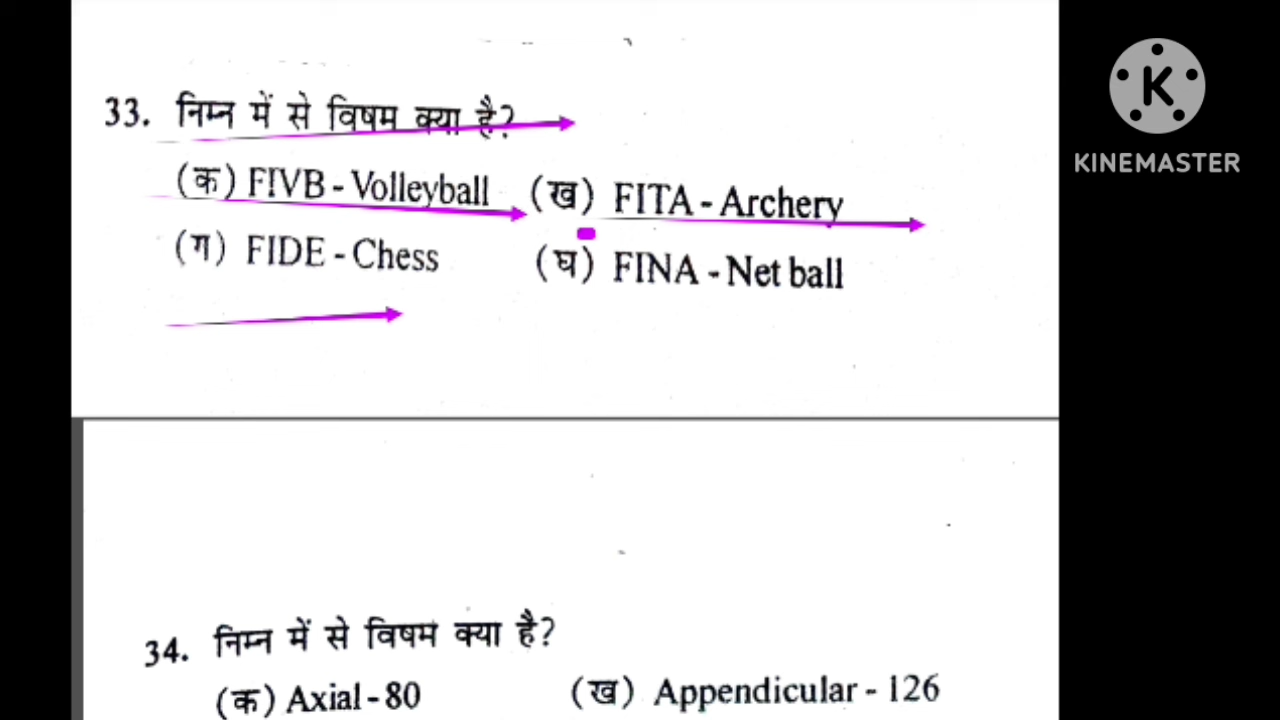 33. निम्न में से विषम क्या है?
(क) FIVB - Volleyball (ख) FITA - Archery
(ग) FIDE - Chess (घ) FINA - Net ball
34. निम्न में से विषम क्या है?
(क) Axial - 80 (ख) Appendicular - 126
KINEMASTER